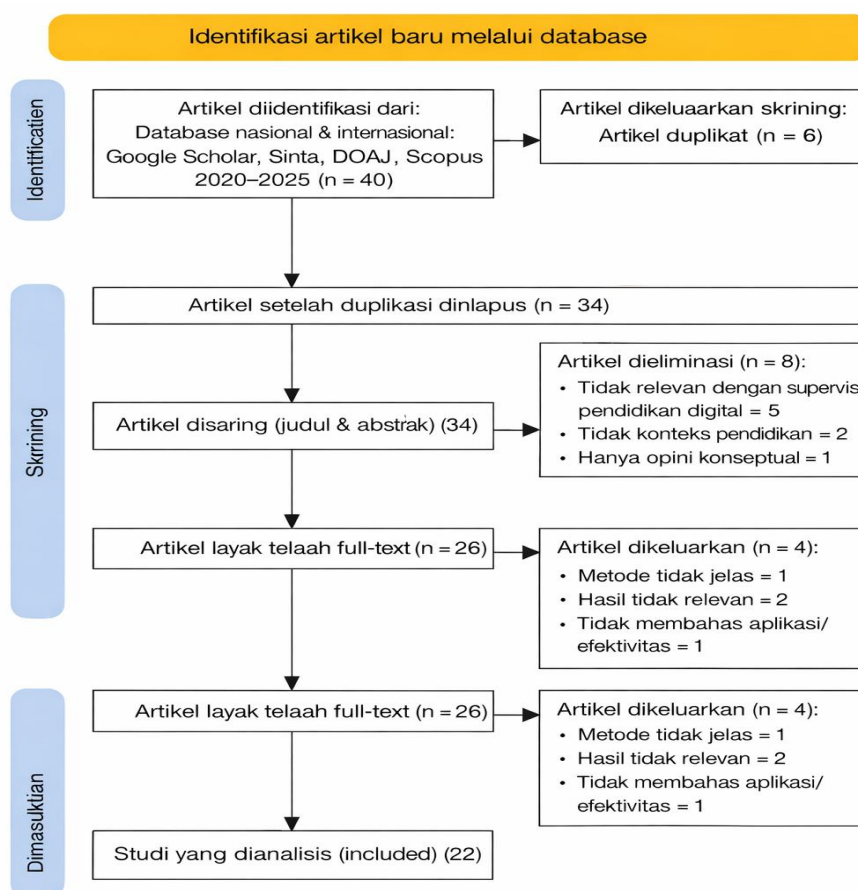 Identifikasi artikel baru melalui database
Identificatien
Artikel diidentifikasi dari:
Database nasional & internasional:
Google Scholar, Sinta, DOAJ, Scopus
2020–2025 (n = 40)
Artikel dikeluaarkan skrining:
Artikel duplikat (n = 6)
Skrining
Artikel setelah duplikasi dinlapus (n = 34)
Artikel disaring (judul & abstrak) (34)
Artikel dieliminasi (n = 8):
• Tidak relevan dengan supervis
pendidikan digital = 5
• Tidak konteks pendidikan = 2
• Hanya opini konseptual = 1
Artikel layak telaah full-text (n = 26)
Artikel dikeluarkan (n = 4):
• Metode tidak jelas = 1
• Hasil tidak relevan = 2
• Tidak membahas aplikasi/
efektivitas = 1
Dimasuktian
Artikel layak telaah full-text (n = 26)
Artikel dikeluarkan (n = 4):
• Metode tidak jelas = 1
• Hasil tidak relevan = 2
• Tidak membahas aplikasi/
efektivitas = 1
Studi yang dianalisis (included) (22)